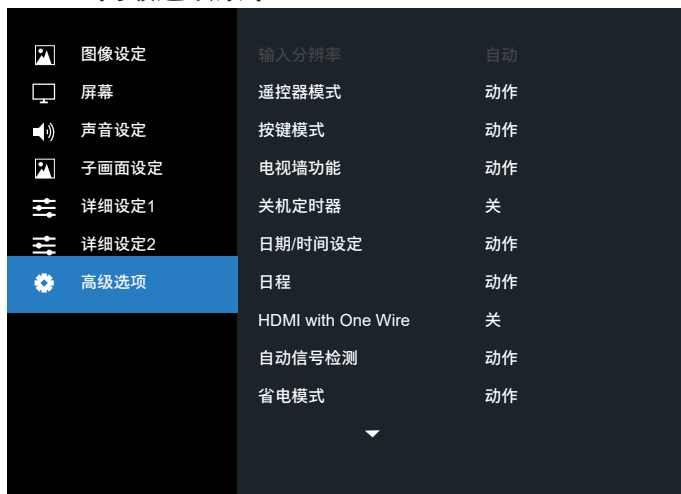 图像设定
屏幕
声音设定
子画面设定
详细设定1
详细设定2
高级选项
输入分辨率 自动
遥控器模式 动作
按键模式 动作
电视墙功能 动作
关机定时器 关
日期/时间设定 动作
日程 动作
HDMI with One Wire 关
自动信号检测 动作
省电模式 动作